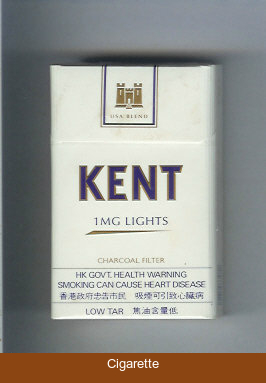 USA BLEND
KENT
1MG LIGHTS
CHARCOAL FILTER
HK GOVT. HEALTH WARNING
SMOKING CAN CAUSE HEART DISEASE
香港政府忠告市民 吸煙可引致心臟病
LOW TAR 焦油含量低
Cigarette